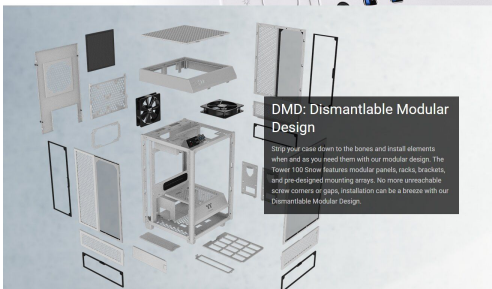 DMD: Dismantlable Modular
Design
Strip your case down to the bones and install elements
when and as you need them with our modular design. The
Tower 100 Snow features modular panels, racks, brackets,
and pre-designed mounting arrays. No more unreachable
screw corners or gaps, installation can be a breeze with our
Dismantlable Modular Design.